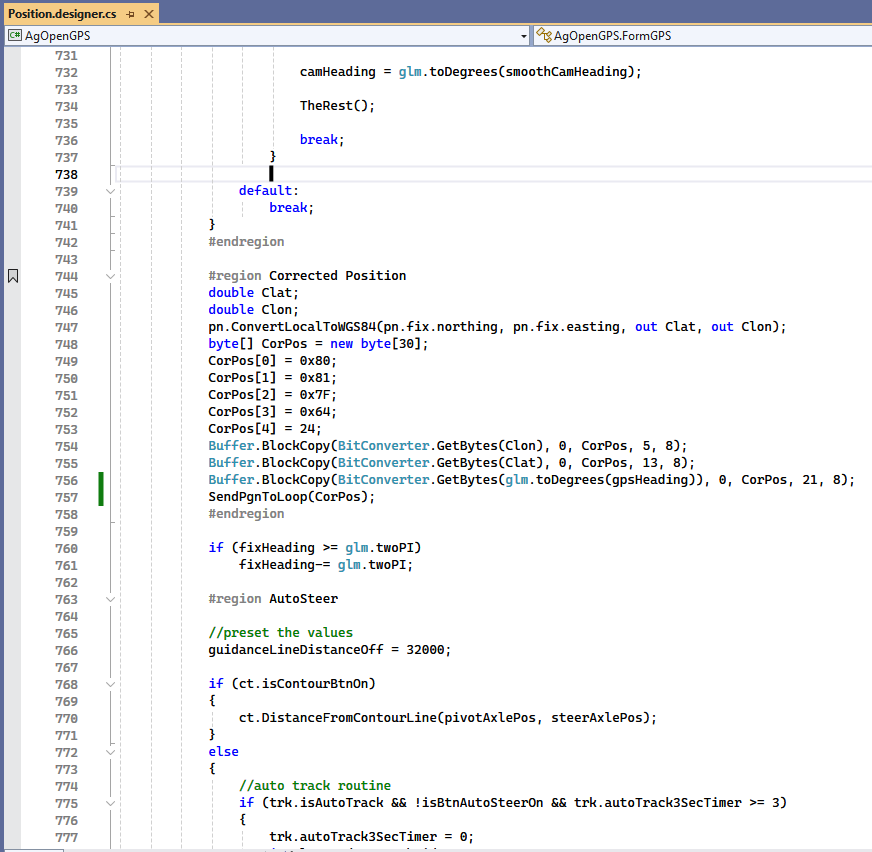 Position.designer.cs
C# AgOpenGPS AgOpenGPS.FormGPS
731
732 camHeading = glm.toDegrees(smoothCamHeading);
733
734 TheRest();
735
736 break;
737 }
738
739 default:
740 break;
741 }
742 #endregion
743
744 #region Corrected Position
745 double Clat;
746 double Clon;
747 pn.ConvertLocalToWGS84(pn.fix.northing, pn.fix.easting, out Clat, out Clon);
748 byte[] CorPos = new byte[30];
749 CorPos[0] = 0x80;
750 CorPos[1] = 0x81;
751 CorPos[2] = 0x7F;
752 CorPos[3] = 0x64;
753 CorPos[4] = 24;
754 Buffer.BlockCopy(BitConverter.GetBytes(Clon), 0, CorPos, 5, 8);
755 Buffer.BlockCopy(BitConverter.GetBytes(Clat), 0, CorPos, 13, 8);
756 Buffer.BlockCopy(BitConverter.GetBytes(glm.toDegrees(gpsHeading)), 0, CorPos, 21, 8);
757 SendPgnToLoop(CorPos);
758 #endregion
759
760 if (fixHeading >= glm.twoPI)
761 fixHeading-= glm.twoPI;
762
763 #region AutoSteer
764
765 //preset the values
766 guidanceLineDistanceOff = 32000;
767
768 if (ct.isContourBtnOn)
769 {
770 ct.DistanceFromContourLine(pivotAxlePos, steerAxlePos);
771 }
772 else
773 {
774 //auto track routine
775 if (trk.isAutoTrack && !isBtnAutoSteerOn && trk.autoTrack3SecTimer >= 3)
776 {
777 trk.autoTrack3SecTimer = 0;